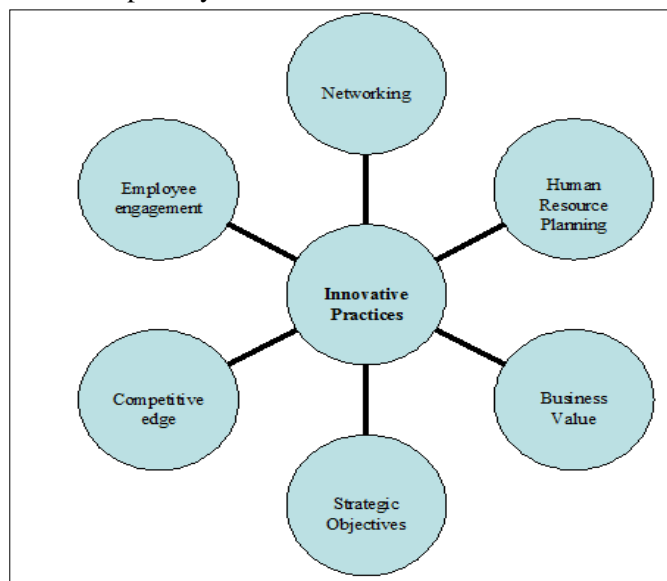 Networking
Employee
engagement
Human
Resource
Planning
Innovative
Practices
Competitive
edge
Business
Value
Strategic
Objectives